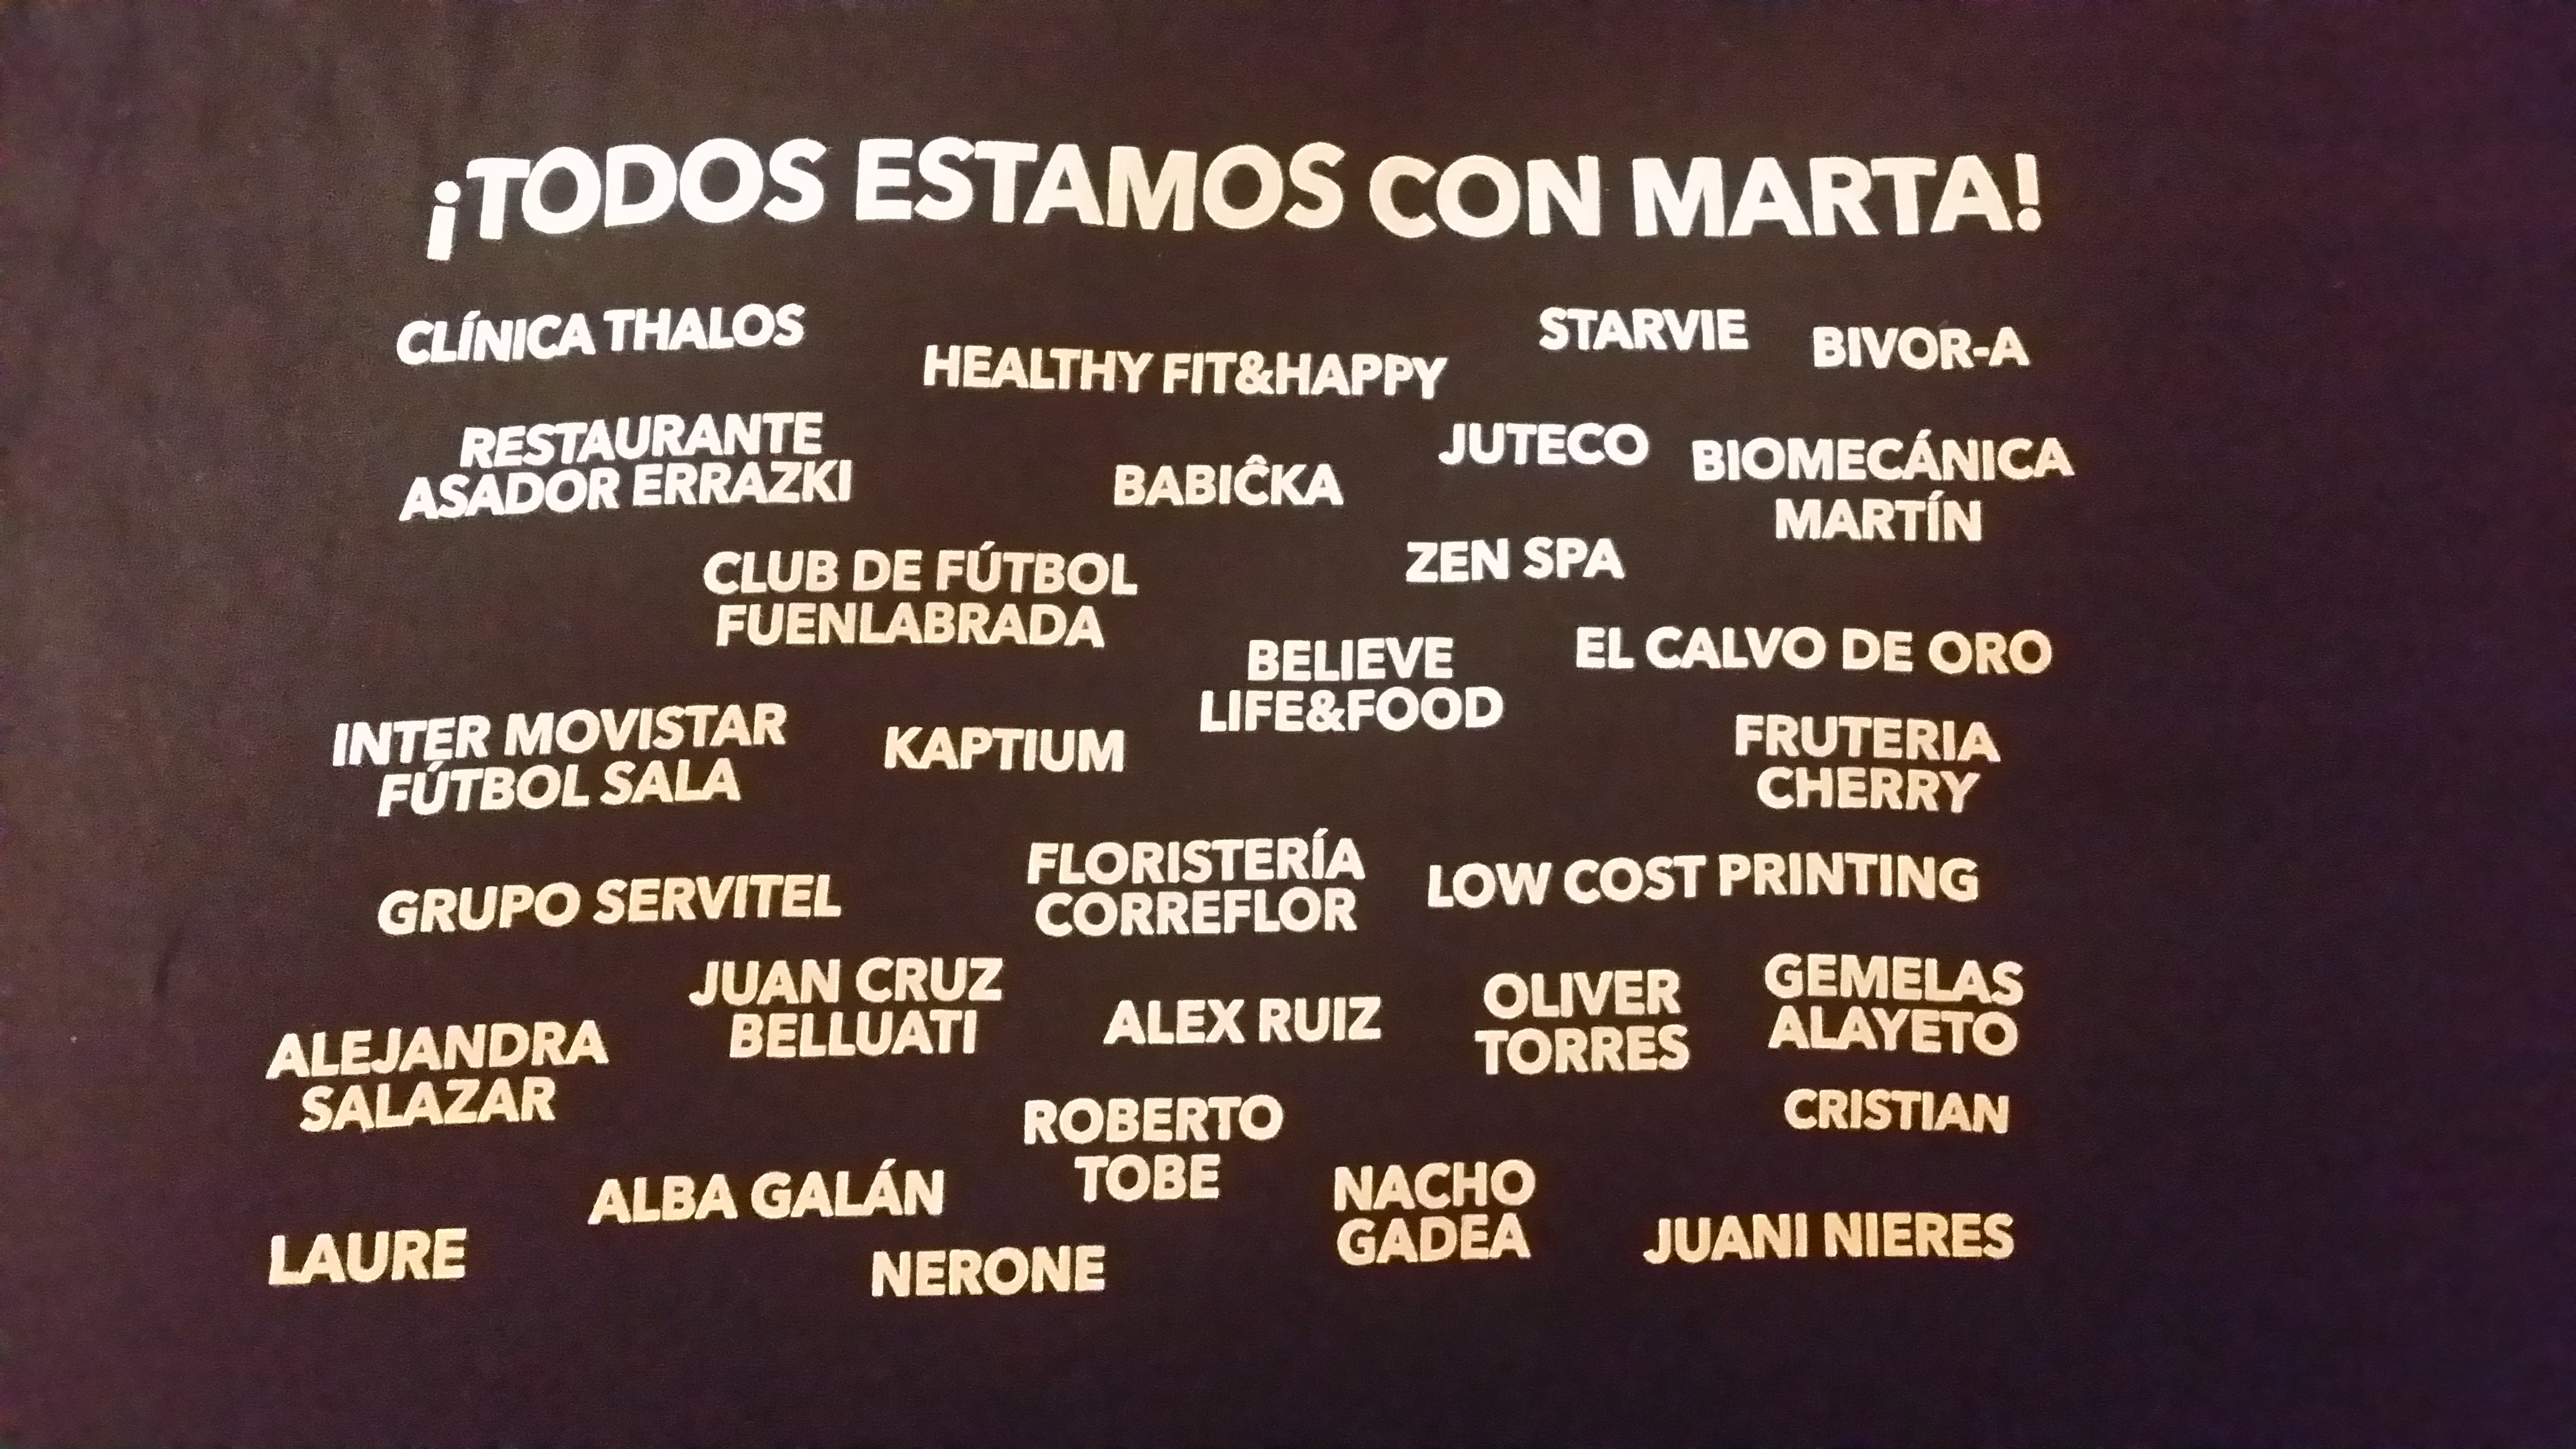 ¡TODOS ESTAMOS CON MARTA!
CLÍNICA THALOS
HEALTHY FIT&HAPPY
STARVIE
BIVOR-A
RESTAURANTE
ASADOR ERRAZKI
BABIĈKA
JUTECO
BIOMECÁNICA
MARTÍN
CLUB DE FÚTBOL
FUENLABRADA
ZEN SPA
BELIEVE
LIFE&FOOD
EL CALVO DE ORO
INTER MOVISTAR
FÚTBOL SALA
KAPTIUM
FRUTERIA
CHERRY
GRUPO SERVITEL
FLORISTERÍA
CORREFLOR
LOW COST PRINTING
ALEJANDRA
SALAZAR
JUAN CRUZ
BELLUATI
ALEX RUIZ
OLIVER
TORRES
GEMELAS
ALAYETO
CRISTIAN
ROBERTO
TOBE
ALBA GALÁN
NACHO
GADEA
LAURE
NERONE
JUANI NIERES